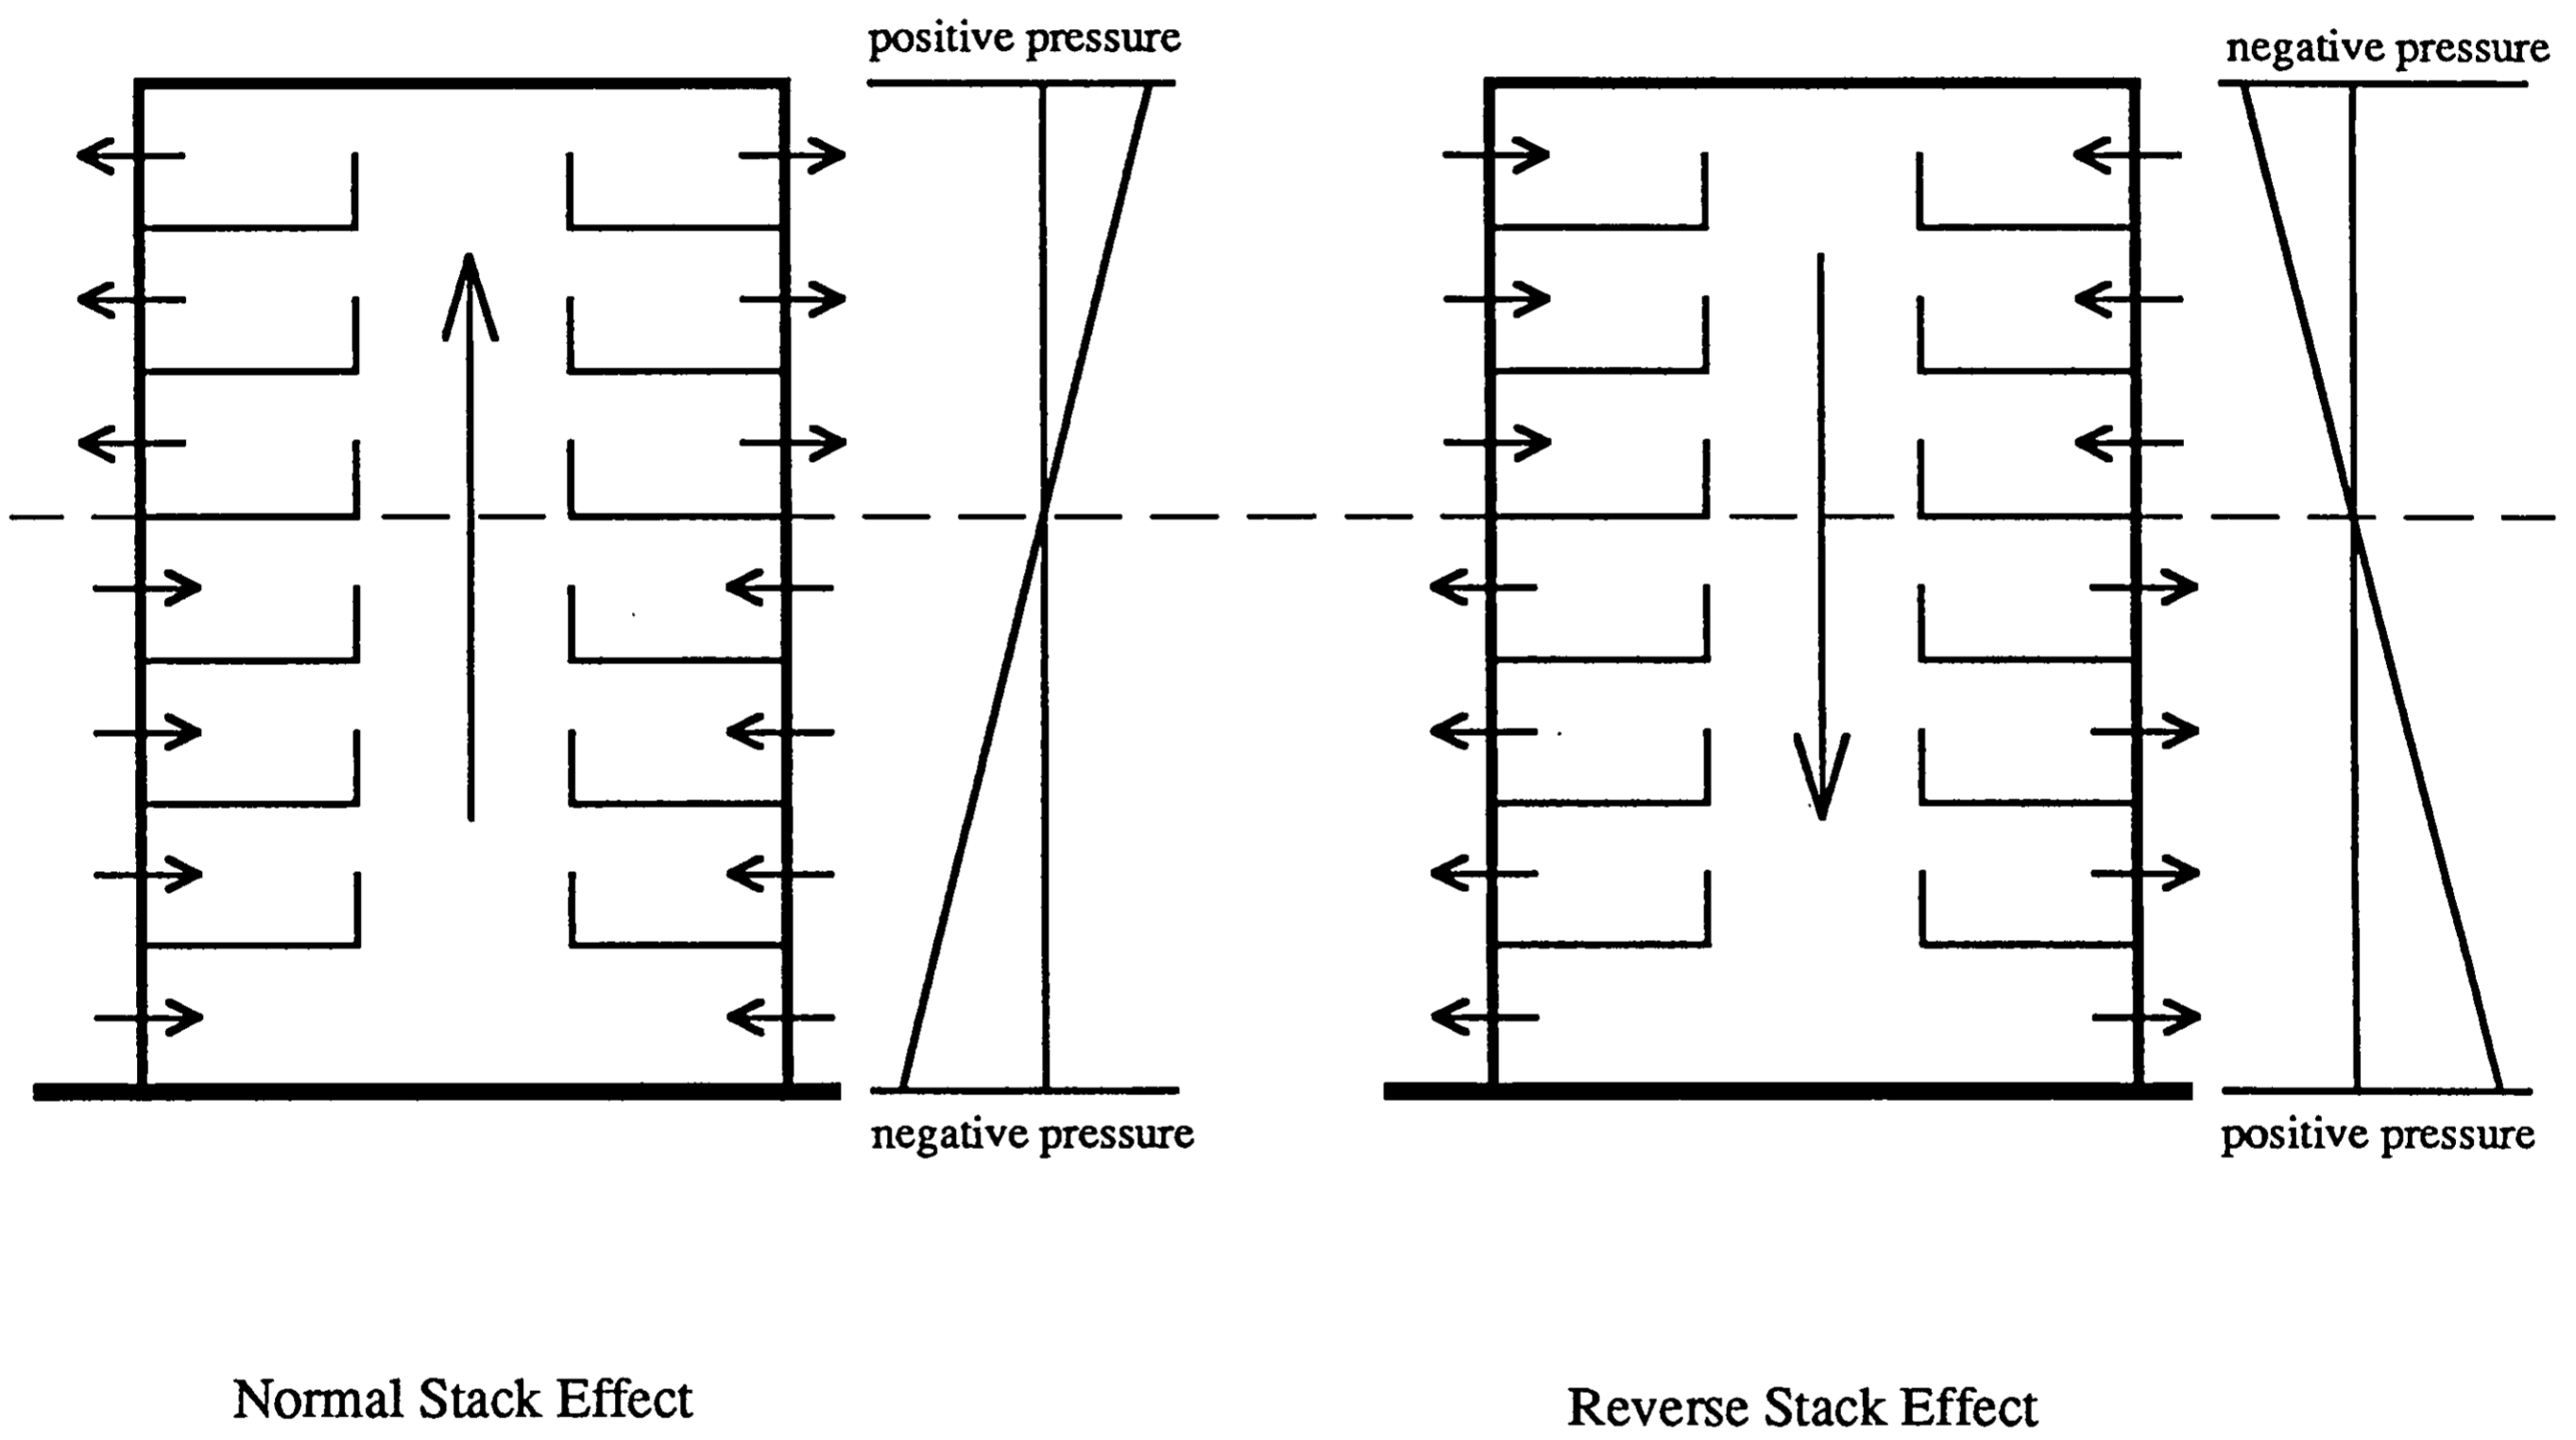 positive pressure
negative pressure
negative pressure
positive pressure
Normal Stack Effect
Reverse Stack Effect